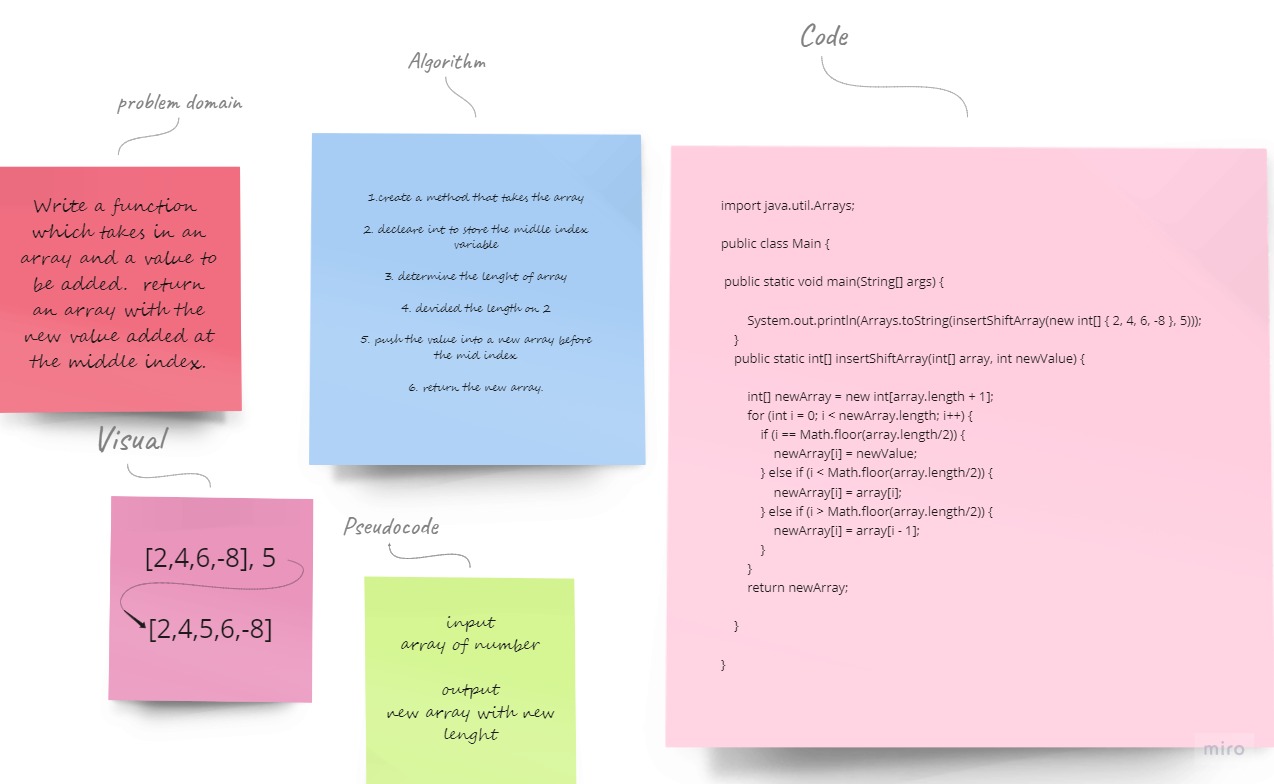 problem domain
Write a function
which takes in an
array and a value to
be added. return
an array with the
new value added at
the middle index.
Algorithm
1.create a method that takes the array
2. decleare int to store the midlle index
variable
3. determine the lenght of array
4. devided the length on 2
5. push the value into a new array before
the mid index
6. return the new array.
Visual
[2,4,6,-8], 5
[2,4,5,6,-8]
Pseudocode
input
array of number
output
new array with new
lenght
Code
import java.util.Arrays;
public class Main {
public static void main(String[] args) {
System.out.println(Arrays.toString(insertShiftArray(new int[] { 2, 4, 6, -8 }, 5)));
}
public static int[] insertShiftArray(int[] array, int newValue) {
int[] newArray = new int[array.length + 1];
for (int i = 0; i < newArray.length; i++) {
if (i == Math.floor(array.length/2)) {
newArray[i] = newValue;
} else if (i < Math.floor(array.length/2)) {
newArray[i] = array[i];
} else if (i > Math.floor(array.length/2)) {
newArray[i] = array[i - 1];
}
}
return newArray;
}
}
miro